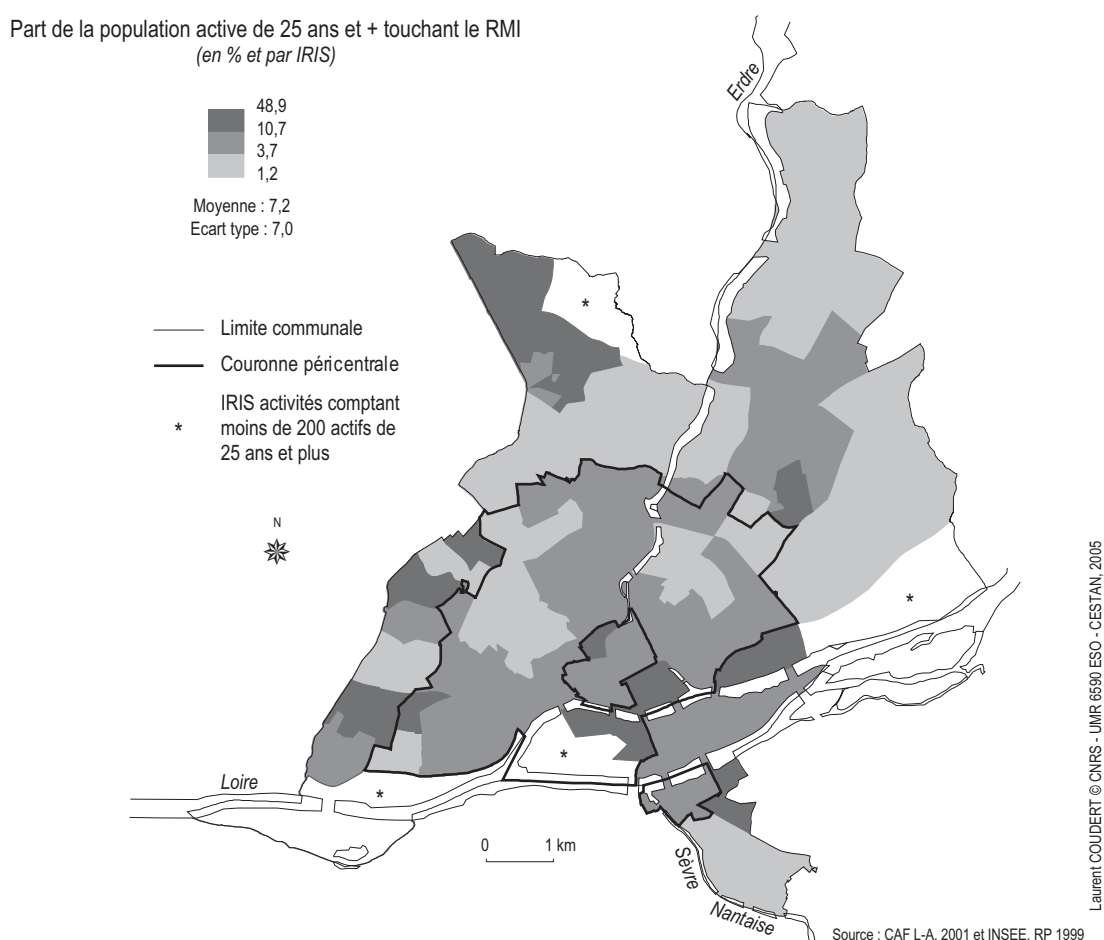 Part de la population active de 25 ans et + touchant le RMI
(en % et par IRIS)
48,9
10,7
3,7
1,2
Moyenne : 7,2
Ecart type : 7,0
Limite communale
Couronne péricentrale
*
IRIS activités comptant
moins de 200 actifs de
25 ans et plus
N
Erdre
*
*
*
*
Loire
0
1 km
Sèvre
Nantaise
Laurent COUDERT © CNRS - UMR 6590 ESO - CESTAN, 2005
Source : CAF L-A, 2001 et INSEE, RP 1999